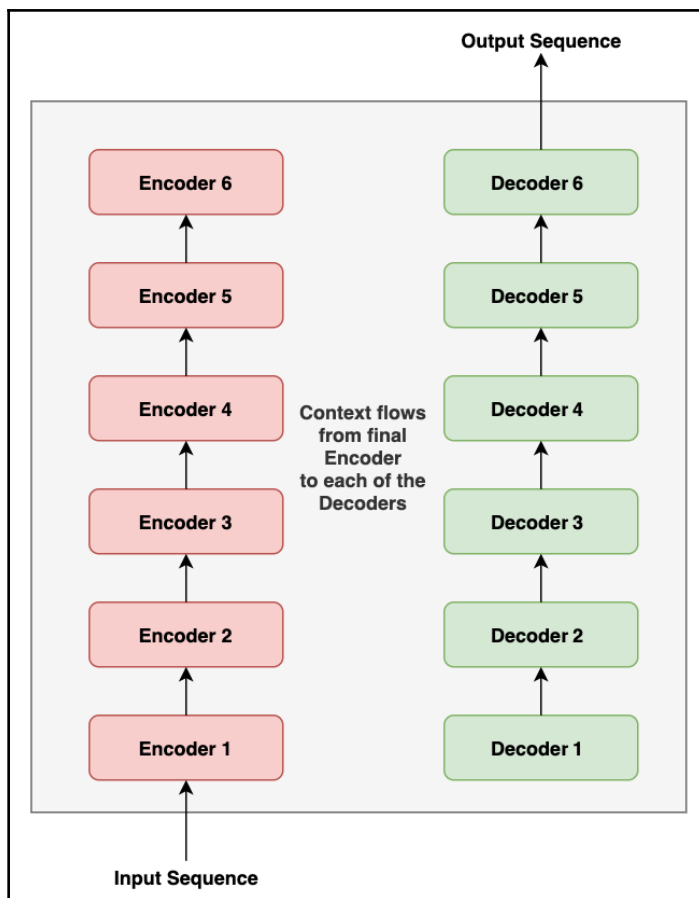 Output Sequence
Encoder 6
Decoder 6
Encoder 5
Decoder 5
Encoder 4
Decoder 4
Context flows
from final
Encoder
to each of the
Decoders
Encoder 3
Decoder 3
Encoder 2
Decoder 2
Encoder 1
Decoder 1
Input Sequence